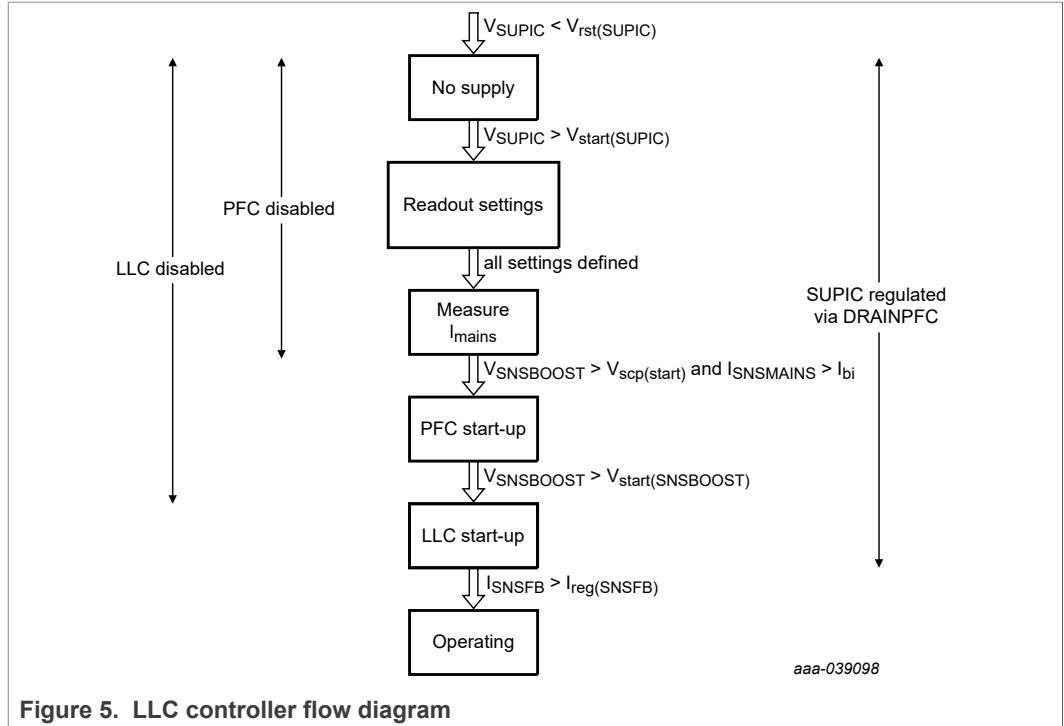 VSUPIC < Vrst(SUPIC)
No supply
VSUPIC > Vstart(SUPIC)
Readout settings
PFC disabled
LLC disabled
all settings defined
SUPIC regulated
via DRAINPFC
Measure
Imains
VSNSBOOST > Vscp(start) and ISNSMAINS > Ibi
PFC start-up
VSNSBOOST > Vstart(SNSBOOST)
LLC start-up
ISNSFB > Ireg(SNSFB)
Operating
aaa-039098
Figure 5. LLC controller flow diagram